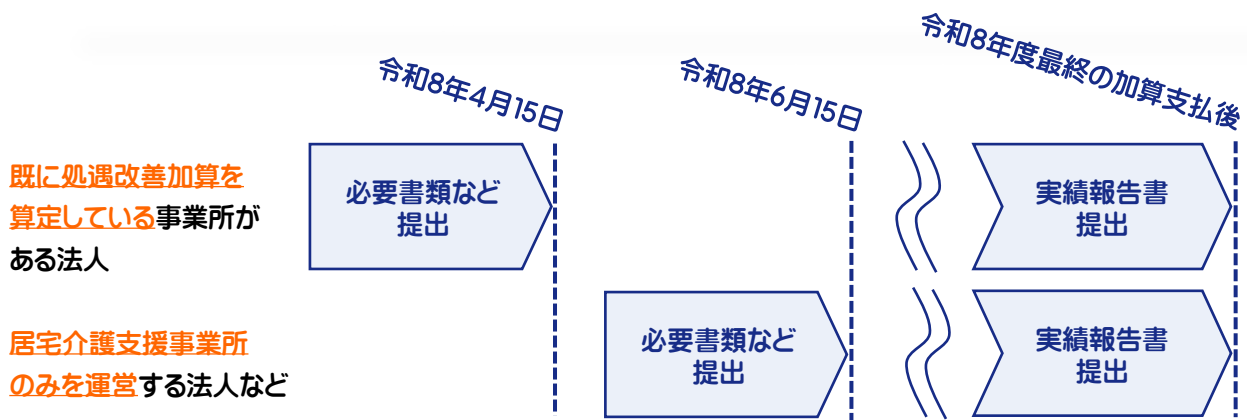 令和8年4月15日
令和8年6月15日
令和8年度最終の加算支払後
既に処遇改善加算を
算定している事業所が
ある法人
必要書類など
提出
実績報告書
提出
居宅介護支援事業所
のみを運営する法人など
必要書類など
提出
実績報告書
提出